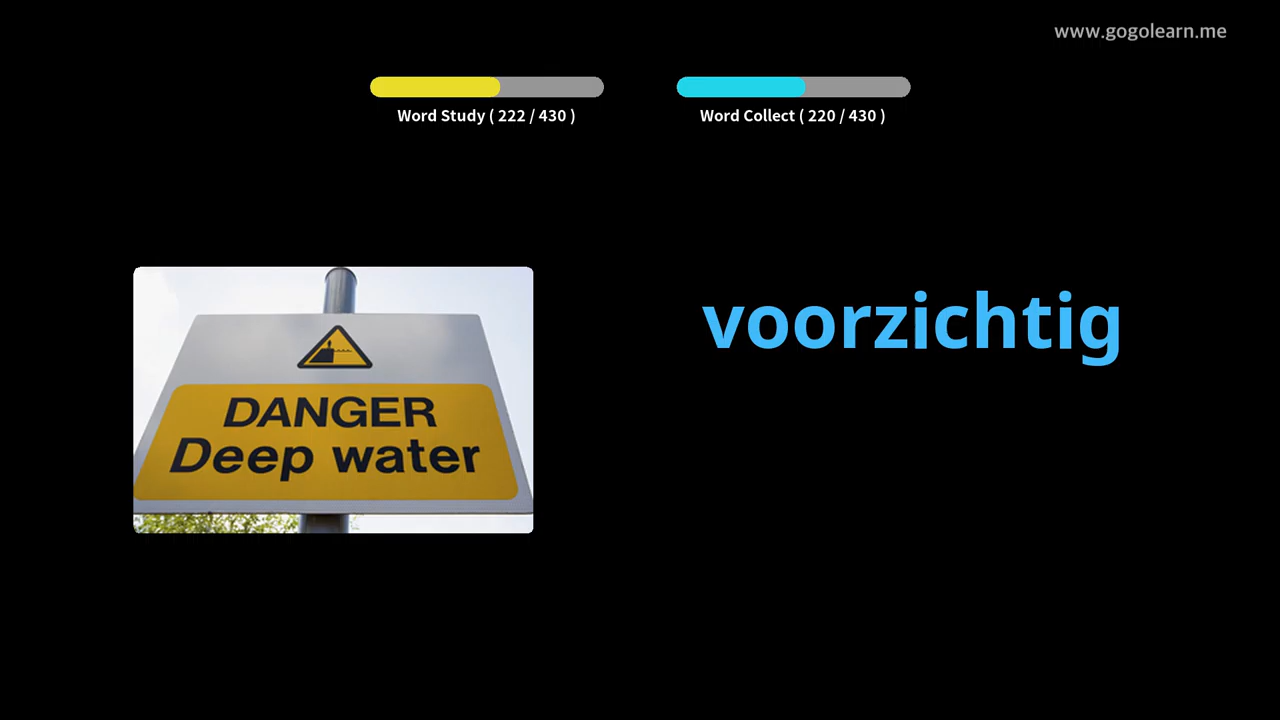 www.gogolearn.me
Word Study ( 222 / 430 )
Word Collect ( 220 / 430 )
voorzichtig
DANGER
Deep water